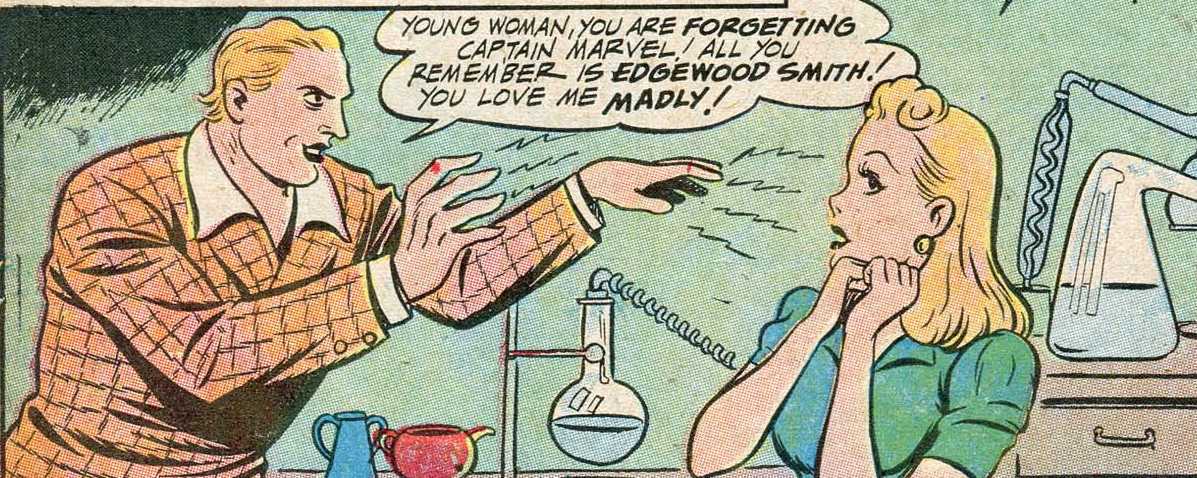 YOUNG WOMAN, YOU ARE FORGETTING
CAPTAIN MARVEL! ALL YOU
REMEMBER IS EDGEWOOD SMITH!
YOU LOVE ME MADLY!